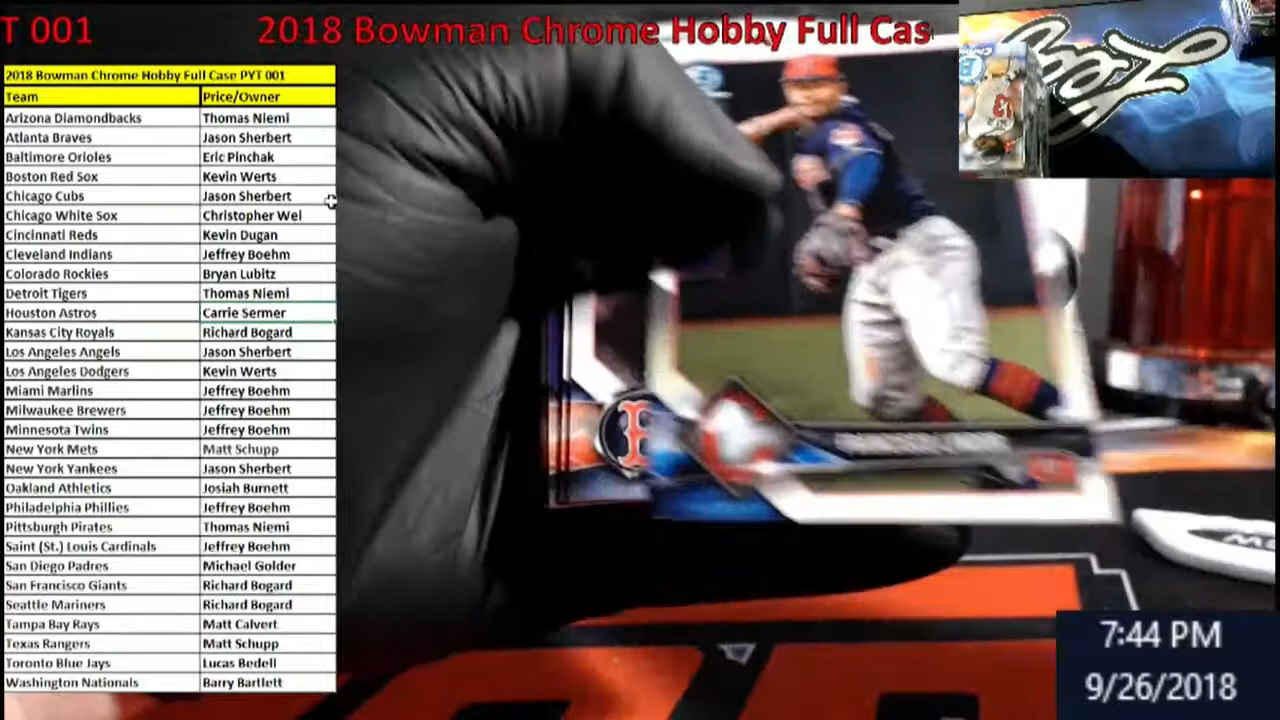 T 001 2018 Bowman Chrome Hobby Full Cas
2018 Bowman Chrome Hobby Full Case PYT 001
Team Price/Owner
Arizona Diamondbacks Thomas Niemi
Atlanta Braves Jason Sherbert
Baltimore Orioles Eric Pinchak
Boston Red Sox Kevin Werts
Chicago Cubs Jason Sherbert
Chicago White Sox Christopher Wel
Cincinnati Reds Kevin Dugan
Cleveland Indians Jeffrey Boehm
Colorado Rockies Bryan Lubitz
Detroit Tigers Thomas Niemi
Houston Astros Carrie Sermer
Kansas City Royals Richard Bogard
Los Angeles Angels Jason Sherbert
Los Angeles Dodgers Kevin Werts
Miami Marlins Jeffrey Boehm
Milwaukee Brewers Jeffrey Boehm
Minnesota Twins Jeffrey Boehm
New York Mets Matt Schupp
New York Yankees Jason Sherbert
Oakland Athletics Josiah Burnett
Philadelphia Phillies Jeffrey Boehm
Pittsburgh Pirates Thomas Niemi
Saint (St.) Louis Cardinals Jeffrey Boehm
San Diego Padres Michael Golder
San Francisco Giants Richard Bogard
Seattle Mariners Richard Bogard
Tampa Bay Rays Matt Calvert
Texas Rangers Matt Schupp
Toronto Blue Jays Lucas Bedell
Washington Nationals Barry Bartlett
Leaf
B
7:44 PM
9/26/2018